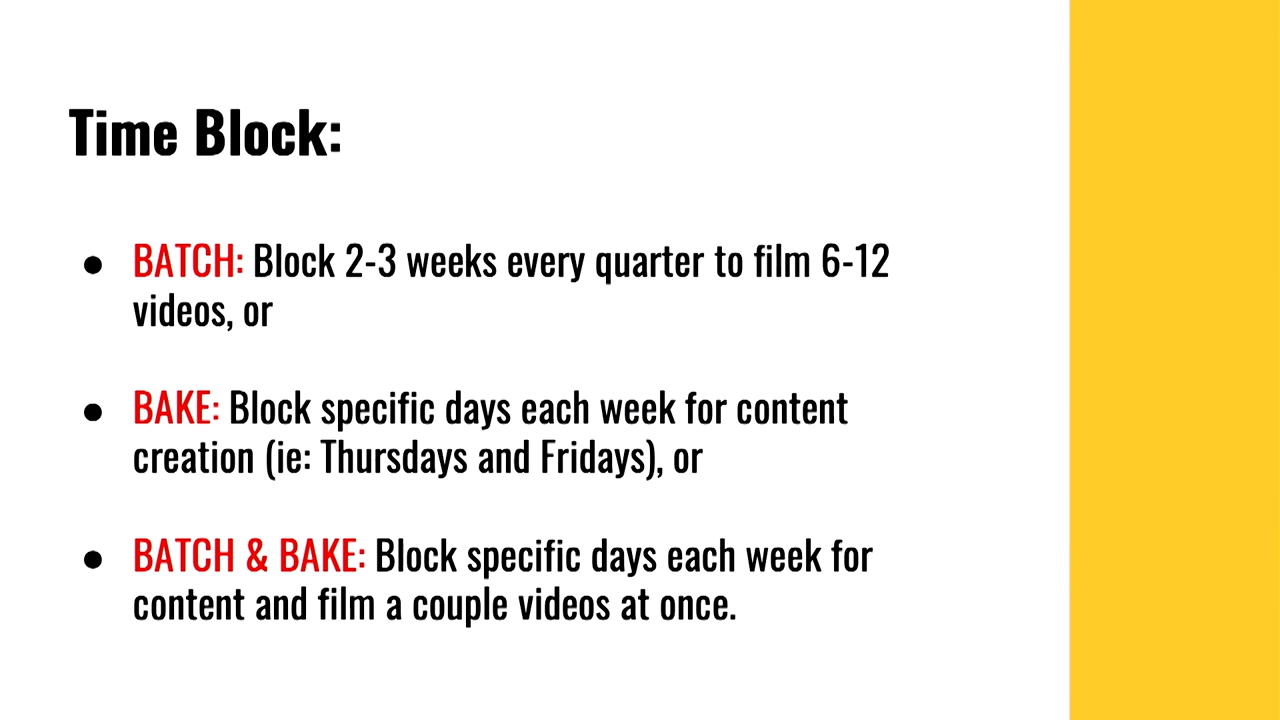 Time Block:
● BATCH: Block 2-3 weeks every quarter to film 6-12
videos, or
● BAKE: Block specific days each week for content
creation (ie: Thursdays and Fridays), or
● BATCH & BAKE: Block specific days each week for
content and film a couple videos at once.